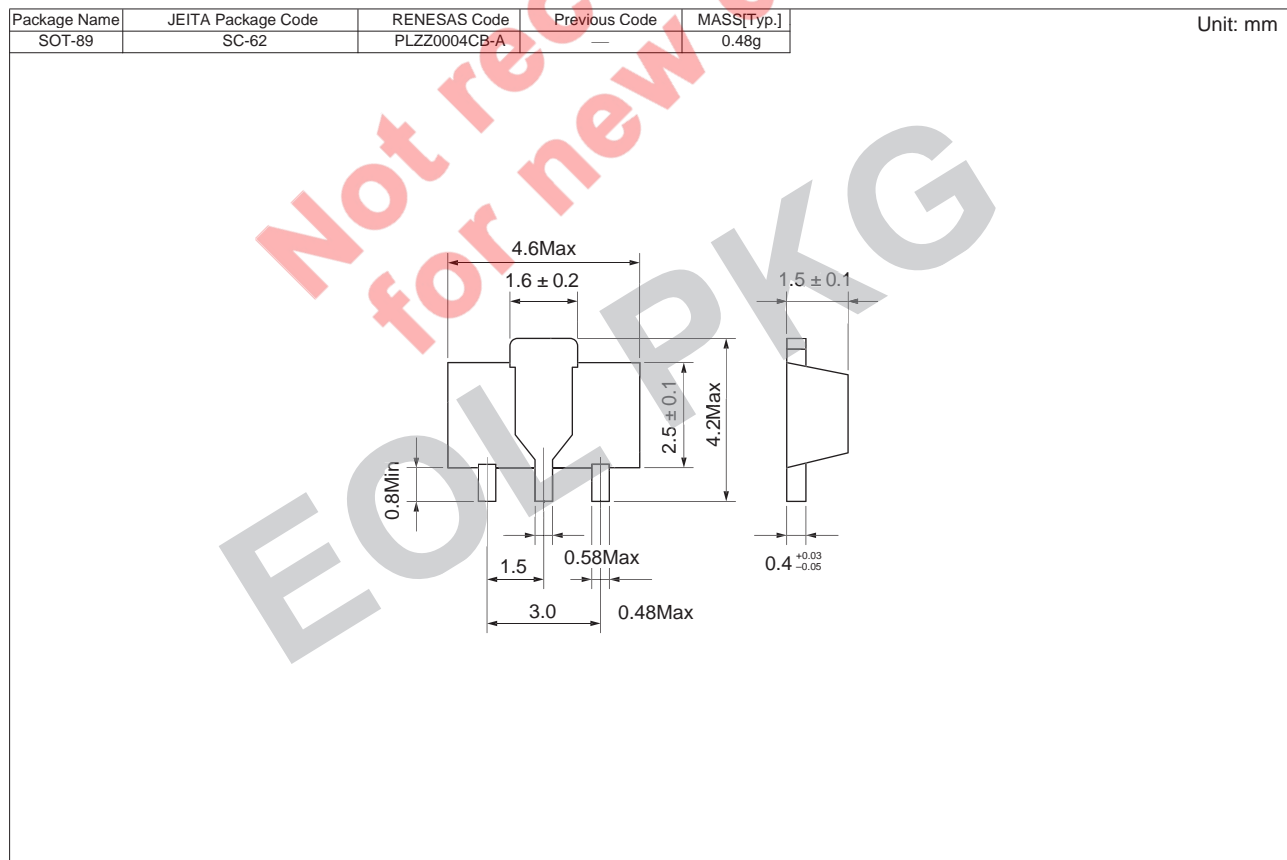 Package Name JEITA Package Code RENESAS Code Previous Code MASS[Typ.]
SOT-89 SC-62 PLZZ0004CB-A — 0.48g
Unit: mm
Not
for new
EOL PKG
4.6Max
1.6 ± 0.2
1.5 ± 0.1
2.5 ± 0.1
4.2Max
0.8Min
0.58Max
0.4 +0.03 −0.05
1.5
3.0
0.48Max